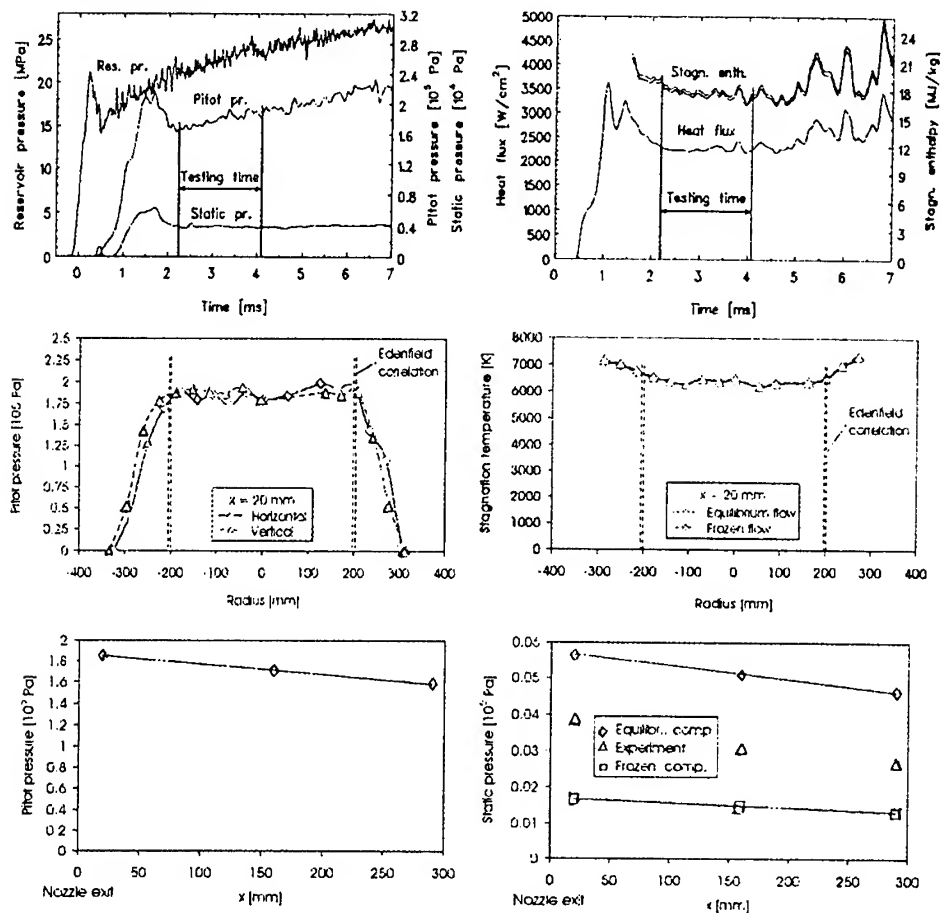 25
20
15
10
5
0
Reservoir pressure [MPa]
Res. pr.
Pitot pr.
Testing time
Static pr.
3.2
2.8
2.4
2.0
1.6
1.2
0.8
0.4
0.0
Pitot pressure [10⁵ Pa]
Static pressure [10⁴ Pa]
0 1 2 3 4 5 6 7
Time [ms]
5000
4500
4000
3500
3000
2500
2000
1500
1000
500
0
Heat flux [W/cm²]
Stagn. enth.
Heat flux
Testing time
24
21
18
15
12
9
6
3
0
Stagn. enthalpy [MJ/kg]
0 1 2 3 4 5 6 7
Time [ms]
2.5
2.25
2
1.75
1.5
1.25
1
0.75
0.5
0.25
0
Pitot pressure
Edenfield
correlation
x = 20 mm
Horizontal
Vertical
-400 -300 -200 -100 0 100 200 300 400
Radius [mm]
8000
7000
6000
5000
4000
3000
2000
1000
0
Stagnation temperature [K]
Edenfield
correlation
x - 20 mm
Equilibrium flow
Frozen flow
-400 -300 -200 -100 0 100 200 300 400
Radius [mm]
2
1.8
1.6
1.4
1.2
1
0.8
0.6
0.4
0.2
0
Pitot pressure
0 50 100 150 200 250 300
Nozzle exit
x [mm]
0.06
0.05
0.04
0.03
0.02
0.01
0
Static pressure
Equilibr. comp
Experiment
Frozen comp.
0 50 100 150 200 250 300
Nozzle exit
x [mm.]